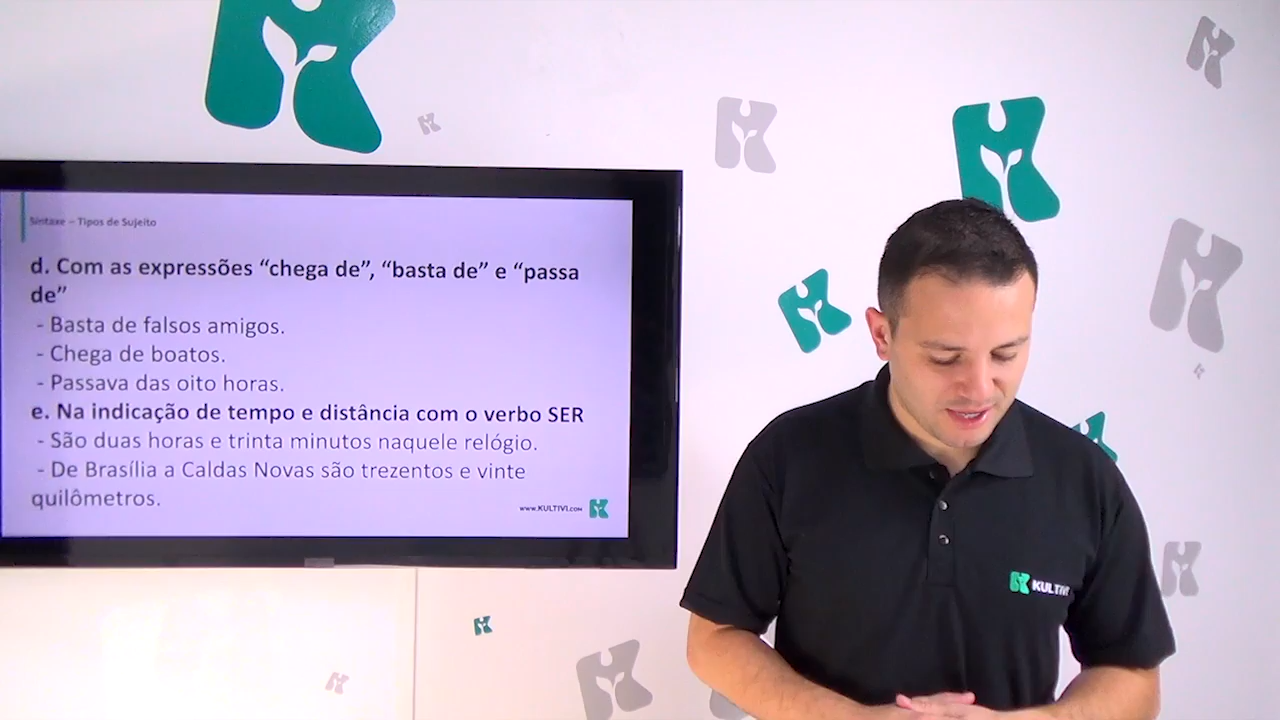 Sintaxe – Tipos de Sujeito
d. Com as expressões “chega de”, “basta de” e “passa
de”
- Basta de falsos amigos.
- Chega de boatos.
- Passava das oito horas.
e. Na indicação de tempo e distância com o verbo SER
- São duas horas e trinta minutos naquele relógio.
- De Brasília a Caldas Novas são trezentos e vinte
quilômetros.
www.KULTIVI.COM
KULTIVI